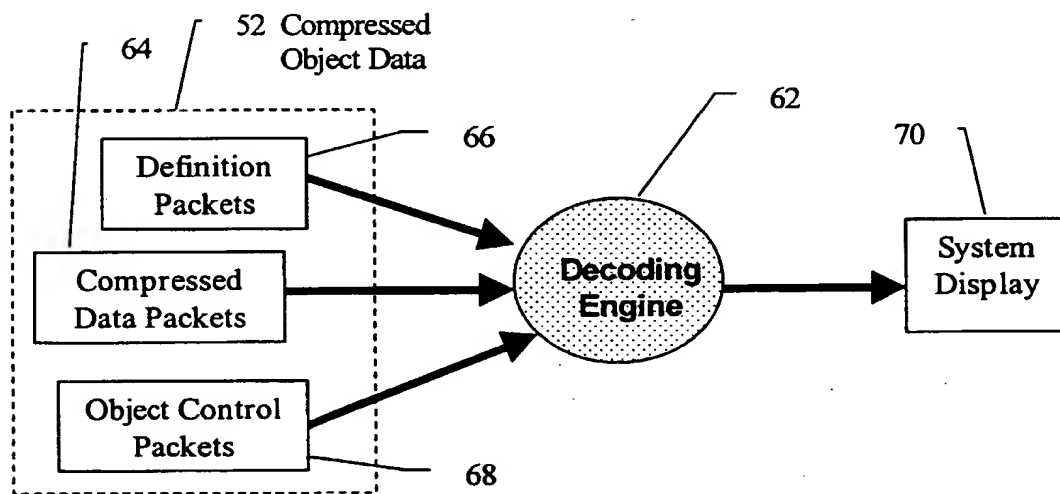 52 Compressed
Object Data
64
62
66
70
Definition
Packets
System
Display
Compressed
Data Packets
Decoding
Engine
Object Control
Packets
68